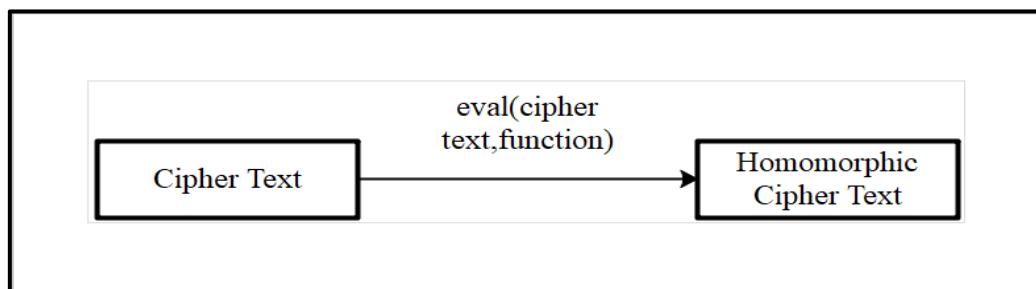 eval(cipher
text,function)
Cipher Text
Homomorphic
Cipher Text